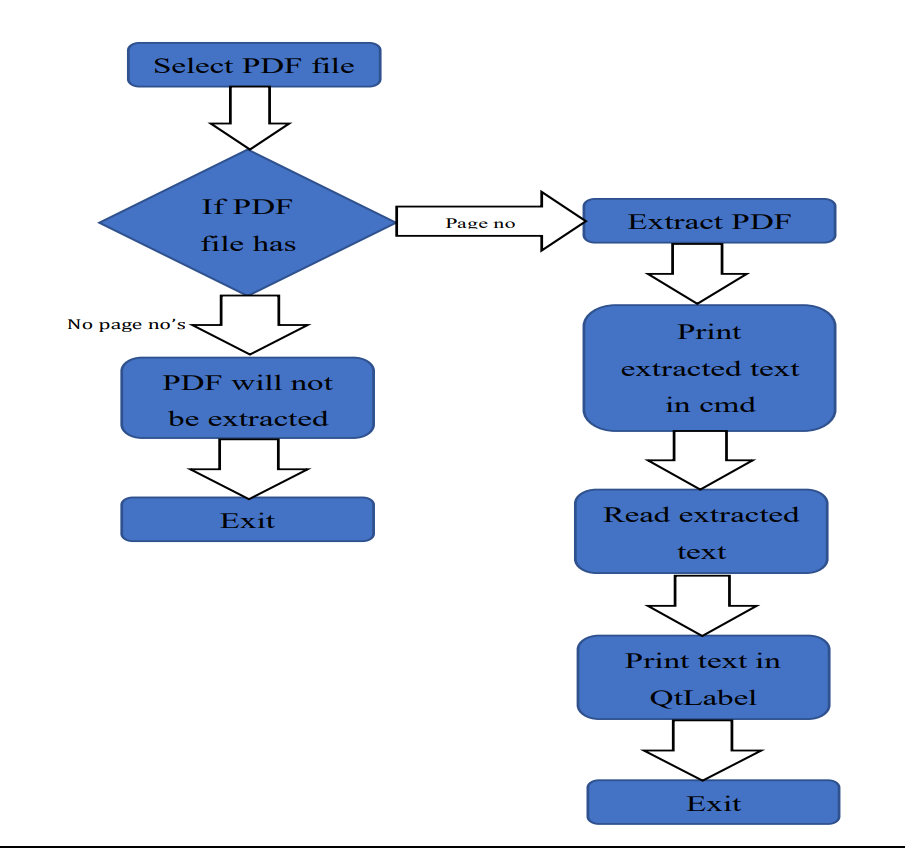 Select PDF file
If PDF
file has
Page no
No page no's
PDF will not
be extracted
Exit
Extract PDF
Print
extracted text
in cmd
Read extracted
text
Print text in
QtLabel
Exit